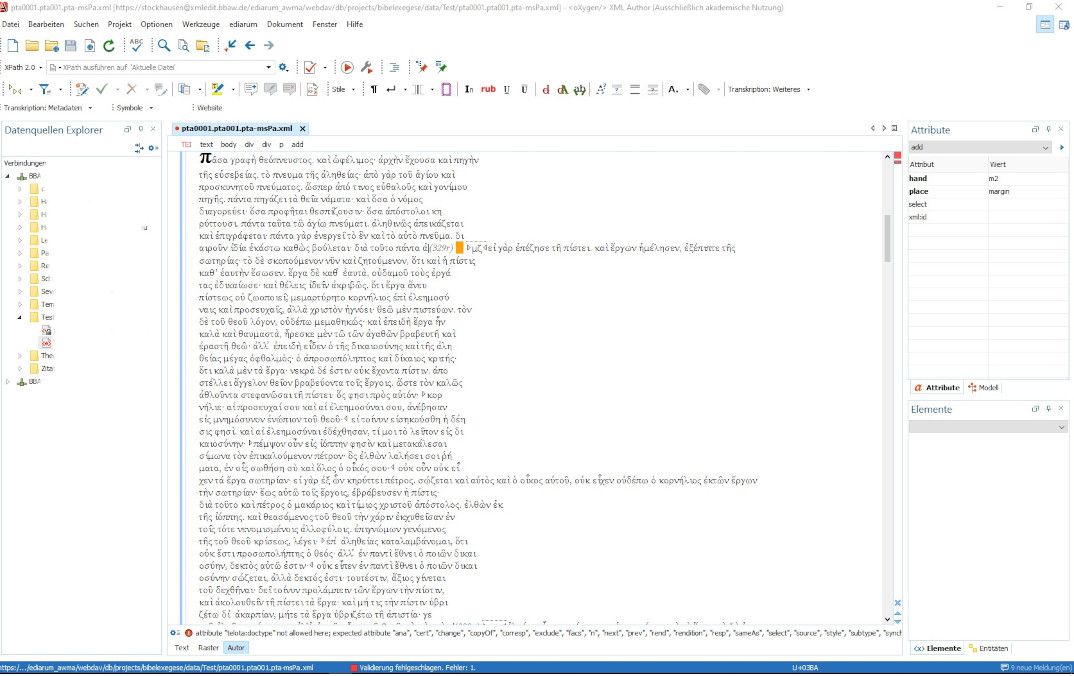 pta0001.pta001.pta-msPa.xml [https://stockhausen@xmledit.bbaw.de/ediarum_awma/webdav/db/projects/bibelexegese/data/Test/pta0001.pta001.pta-msPa.xml] - <oXygen/> XML Author (Ausschließlich akademische Nutzung)
Datei Bearbeiten Suchen Projekt Optionen Werkzeuge ediarum Dokument Fenster Hilfe
XPath 2.0 XPath ausführen auf 'Aktuelle Datei'
Stile In rub U U
Transkription: Weiteres
Transkription: Metadaten Symbole Website
Datenquellen Explorer
Verbindungen
BBA
Test
The
Zita
BBA
pta0001.pta001.pta-msPa.xml
TEI text body div div p add
πᾶσα γραφὴ θεόπνευστος. καὶ ὠφέλιμος· ἀρχὴν ἔχουσα καὶ πηγὴν
τῆς εὐσεβείας. τὸ πνεῦμα τῆς ἀληθείας· ἀπὸ γὰρ τοῦ ἁγίου καὶ
προσκυνητοῦ πνεύματος. ὥσπερ ἀπό τινος εὐθαλοῦς καὶ γονίμου
πηγῆς. πάντα πηγάζει τὰ θεῖα νάματα· καὶ ὅσα ὁ νόμος
διαγορεύει· ὅσα προφῆται θεσπίζουσιν· ὅσα ἀπόστολοι κη
ρύττουσι. πάντα ταῦτα τῶ ἁγίω πνεύματι. ἀληθινῶς ἀπεικάζεται
καὶ ἐπιγράφεται· πάντα γὰρ ἐνεργεῖ τὸ ἓν καὶ τὸ αὐτὸ πνεῦμα. δι
αιροῦν ἰδία ἑκάστω καθὼς βούλεται· διὰ τοῦτο πάντα ἀ|(329r) μζ εἰ γὰρ ἐπέζησε τῆ πίστει. καὶ ἔργων ἠμέλησεν, ἐξέπιπτε τῆς
σωτηρίας· τὸ δὲ σκοπούμενον νῦν καὶ ζητούμενον, ὅτι καὶ ἡ πίστις
καθ' ἑαυτὴν ἔσωσεν. ἔργα δὲ καθ' ἑαυτὰ, οὐδαμοῦ τοὺς ἐργά
τας ἐδικαίωσε· καὶ θέλεις ἰδεῖν ἀκριβῶς. ὅτι ἔργα ἄνευ
πίστεως οὐ ζωοποιεῖ; μεμαρτύρητο κορνήλιος ἐπὶ ἐλεημοσύ
ναις καὶ προσευχαῖς, ἀλλὰ χριστὸν ἠγνόει· θεῶ μὲν πιστεύων. τὸν
δὲ τοῦ θεοῦ λόγον, οὐδέπω μεμαθηκώς· καὶ ἐπειδὴ ἔργα ἦν
καλὰ καὶ θαυμαστὰ, ἤρεσκε μὲν τῶ τῶν ἀγαθῶν βραβευτῆ καὶ
ἐραστῆ θεῶ· ἀλλ' ἐπειδὴ εἶδεν ὁ τῆς δικαιοσύνης καὶ τῆς ἀλη
θείας μέγας ὀφθαλμὸς· ὁ ἀπροσωπόληπτος καὶ δίκαιος κριτής·
ὅτι καλὰ μὲν τὰ ἔργα· νεκρὰ δέ ἐστιν οὐκ ἔχοντα πίστιν. ἀπο
στέλλει ἄγγελον θεῖον βραβεύοντα τοῖς ἔργοις. ὥστε τὸν καλῶς
ἀθλοῦντα στεφανῶσαι τῆ πίστει· ὅς φησι πρὸς αὐτόν· κορ
νήλιε· αἱ προσευχαί σου καὶ αἱ ἐλεημοσύναι σου, ἀνέβησαν
εἰς μνημόσυνον ἐνώπιον τοῦ θεοῦ· εἰ τοίνυν εἰσηκούσθη ἡ δέη
σις φησὶ. καὶ αἱ ἐλεημοσύναι ἐδέχθησαν, τί μοι τὸ λεῖπον εἰς δι
καιοσύνην· πέμψον οὖν εἰς ἰόππην φησὶν καὶ μετακάλεσαι
σίμωνα τὸν ἐπικαλούμενον πέτρον· ὃς ἐλθὼν λαλήσει σοι ῥή
ματα, ἐν οἷς σωθήση σὺ καὶ ὅλος ὁ οἶκός σου· οὐκ οὖν οὐκ εἶ
χεν τὰ ἔργα σωτηρίαν· εἰ γὰρ ἐξ ὧν κηρύττει πέτρος. σώζεται καὶ αὐτὸς καὶ ὁ οἶκος αὐτοῦ, οὐκ εἶχεν οὐδέπω ὁ κορνήλιος ἐκ τῶν ἔργων
τὴν σωτηρίαν· ἕως αὐτῶ τοῖς ἔργοις, ἐβράβευσεν ἡ πίστις·
διὰ τοῦτο καὶ πέτρος ὁ μακάριος καὶ τίμιος χριστοῦ ἀπόστολος, ἐλθὼν ἐκ
τῆς ἰόππης. καὶ θεασάμενος τοῦ θεοῦ τὴν χάριν ἐκχυθεῖσαν ἐν
τοῖς τότε νενομισμένοις ἀλλοφύλοις. ἐπιγνώμων γενόμενος
τῆς τοῦ θεοῦ κρίσεως, λέγει· ἐπ' ἀληθείας καταλαμβάνομαι, ὅτι
οὐκ ἔστι προσωπολήπτης ὁ θεός· ἀλλ' ἐν παντὶ ἔθνει ὁ ποιῶν δικαι
οσύνην, δεκτὸς αὐτῶ ἐστιν· οὐκ εἶπεν ἐν παντὶ ἔθνει ὁ ποιῶν δικαι
οσύνην σώζεται, ἀλλὰ δεκτός ἐστι· τουτέστιν, ἄξιος γίνεται
τοῦ δεχθῆναι· δεῖ τοίνυν προλάμπειν τῶν ἔργων τὴν πίστιν,
καὶ ἀκολουθεῖν τῆ πίστει τὰ ἔργα· καὶ μή τις τὴν πίστιν ὑβρι
ζέτω δι' ἀκαρπίαν, μήτε τὰ ἔργα ὑβριζέτω τῆ ἀπιστία· γε
attribute "telota:doctype" not allowed here; expected attribute "ana", "cert", "change", "copyOf", "corresp", "exclude", "facs", "n", "next", "prev", "rend", "rendition", "resp", "sameAs", "select", "source", "style", "subtype", "synch
Text Raster Autor
https:/.../ediarum_awma/webdav/db/projects/bibelexegese/data/Test/pta0001.pta001.pta-msPa.xml Validierung fehlgeschlagen. Fehler: 1. U+03BA 9 neue Meldung(en)
Attribute
add
Attribut Wert
hand m2
place margin
select
xml:id
Attribute Modell
Elemente
Elemente Entitäten